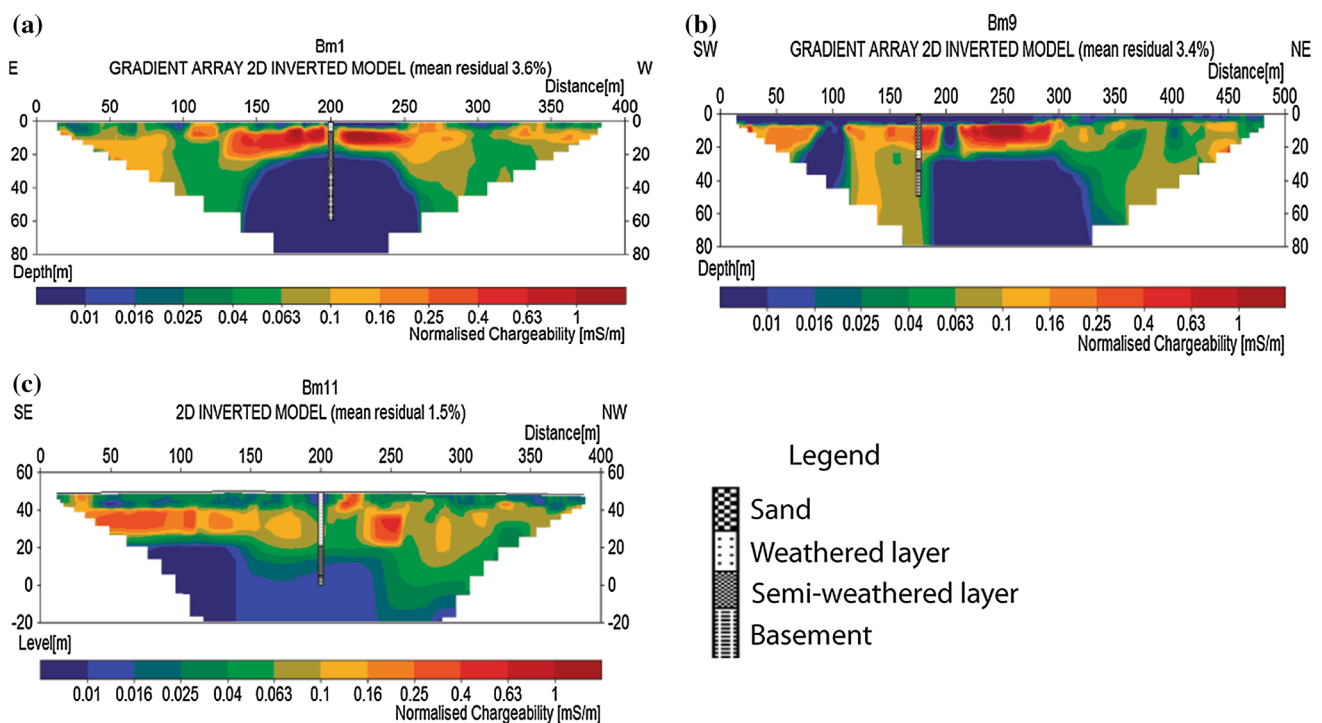 (a)
Bm1
E W
GRADIENT ARRAY 2D INVERTED MODEL (mean residual 3.6%)
Distance[m]
0 50 100 150 200 250 300 350 400
0 0
20 20
40 40
60 60
80 80
Depth[m]
0.01 0.016 0.025 0.04 0.063 0.1 0.16 0.25 0.4 0.63 1
Normalised Chargeability [mS/m]
(b)
Bm9
SW NE
GRADIENT ARRAY 2D INVERTED MODEL (mean residual 3.4%)
Distance[m]
0 50 100 150 200 250 300 350 400 450 500
0 0
20 20
40 40
60 60
80 80
Depth[m]
0.01 0.016 0.025 0.04 0.063 0.1 0.16 0.25 0.4 0.63 1
Normalised Chargeability [mS/m]
(c)
Bm11
SE NW
2D INVERTED MODEL (mean residual 1.5%)
Distance[m]
0 50 100 150 200 250 300 350 400
60 60
40 40
20 20
0 0
-20 -20
Level[m]
0.01 0.016 0.025 0.04 0.063 0.1 0.16 0.25 0.4 0.63 1
Normalised Chargeability [mS/m]
Legend
Sand
Weathered layer
Semi-weathered layer
Basement